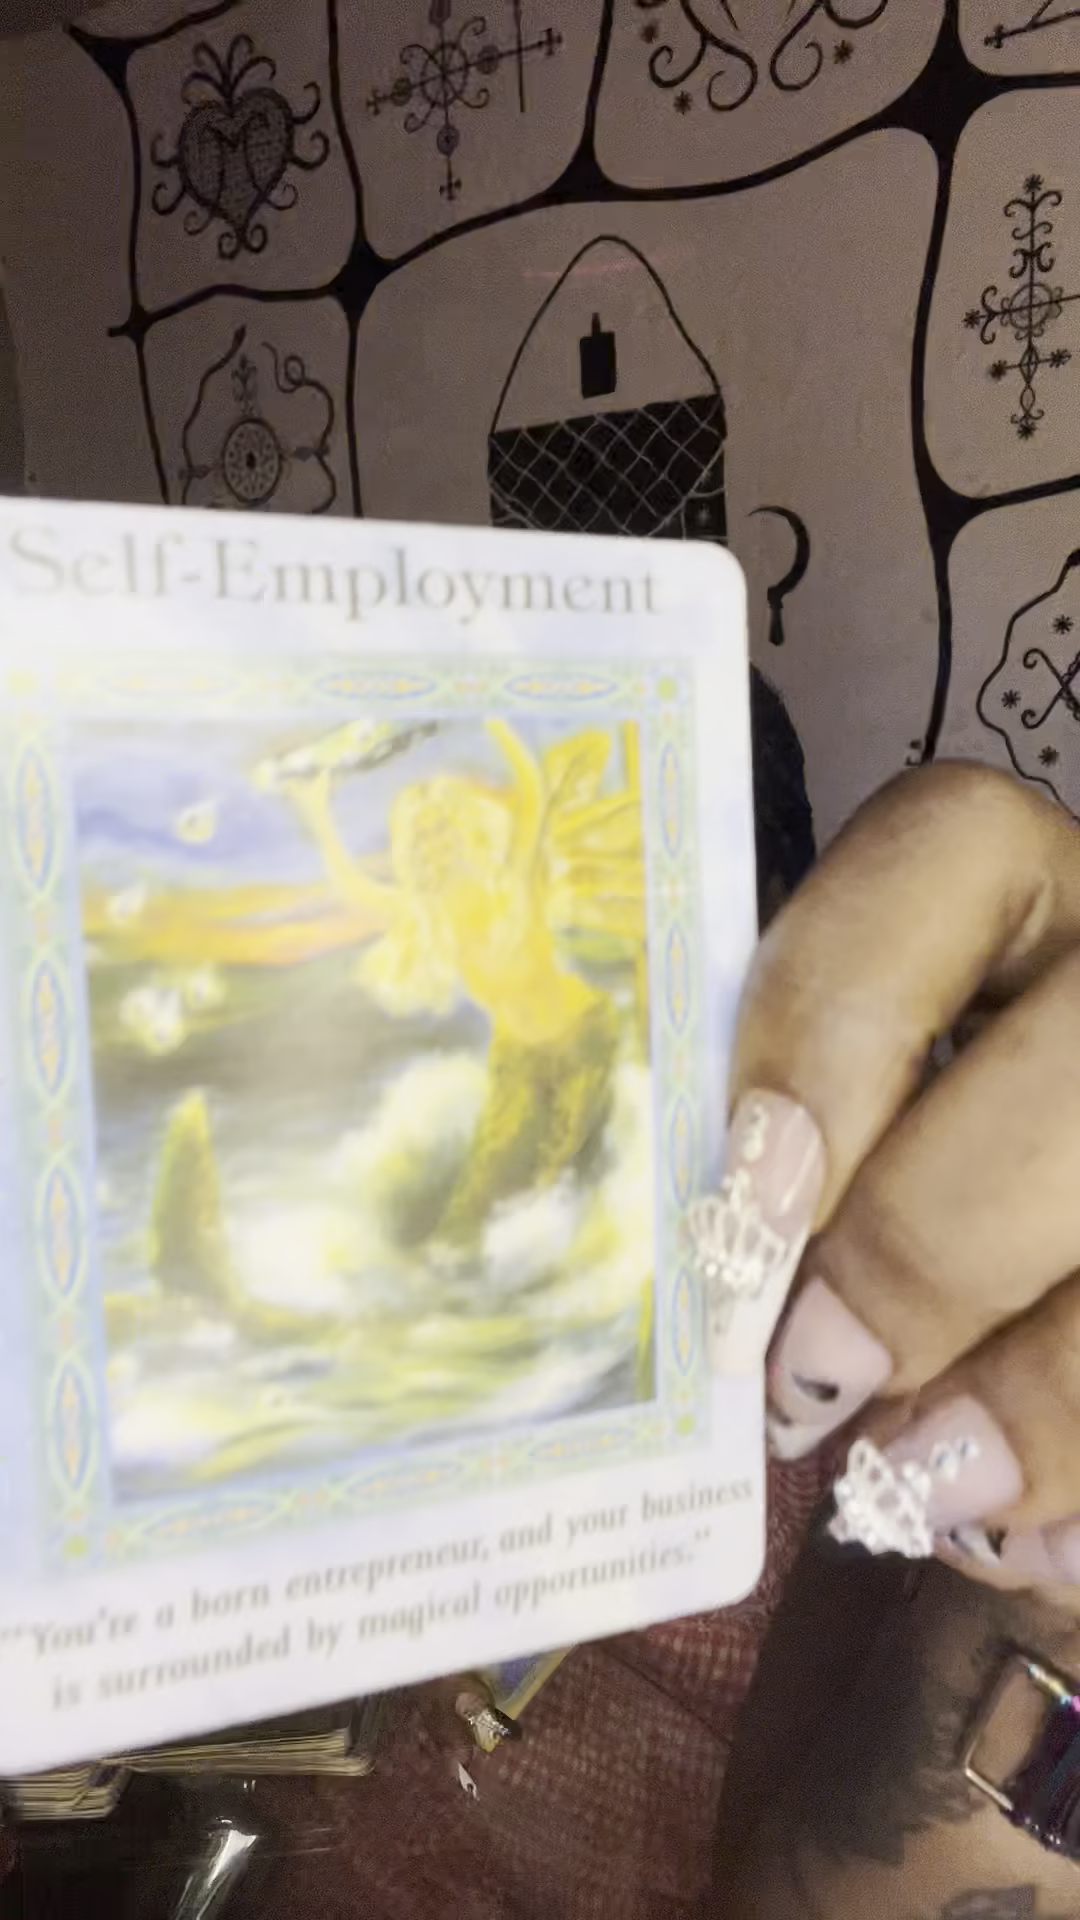 Self-Employment
"You're a born entrepreneur, and your business
is surrounded by magical opportunities."